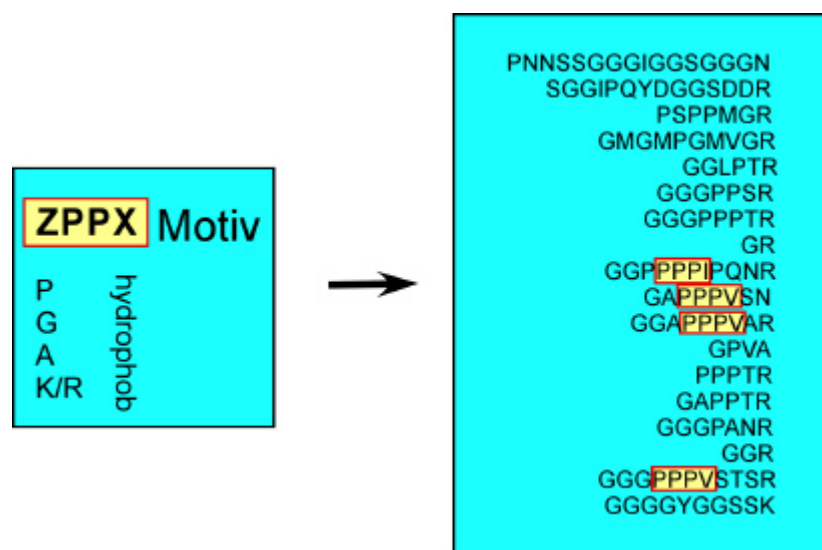 ZPPX Motiv
P
G
A
K/R
hydrophob
PNNSSGGGIGGSGGGN
SGGIPQYDGGSDDR
PSPPMGR
GMGMPGMVGR
GGLPTR
GGGPPSR
GGGPPPTR
GR
GGPPPPIPQNR
GAPPPVSN
GGAPPPVAR
GPVA
PPPTR
GAPPTR
GGGPANR
GGR
GGGPPPVSTSR
GGGGYGGSSK